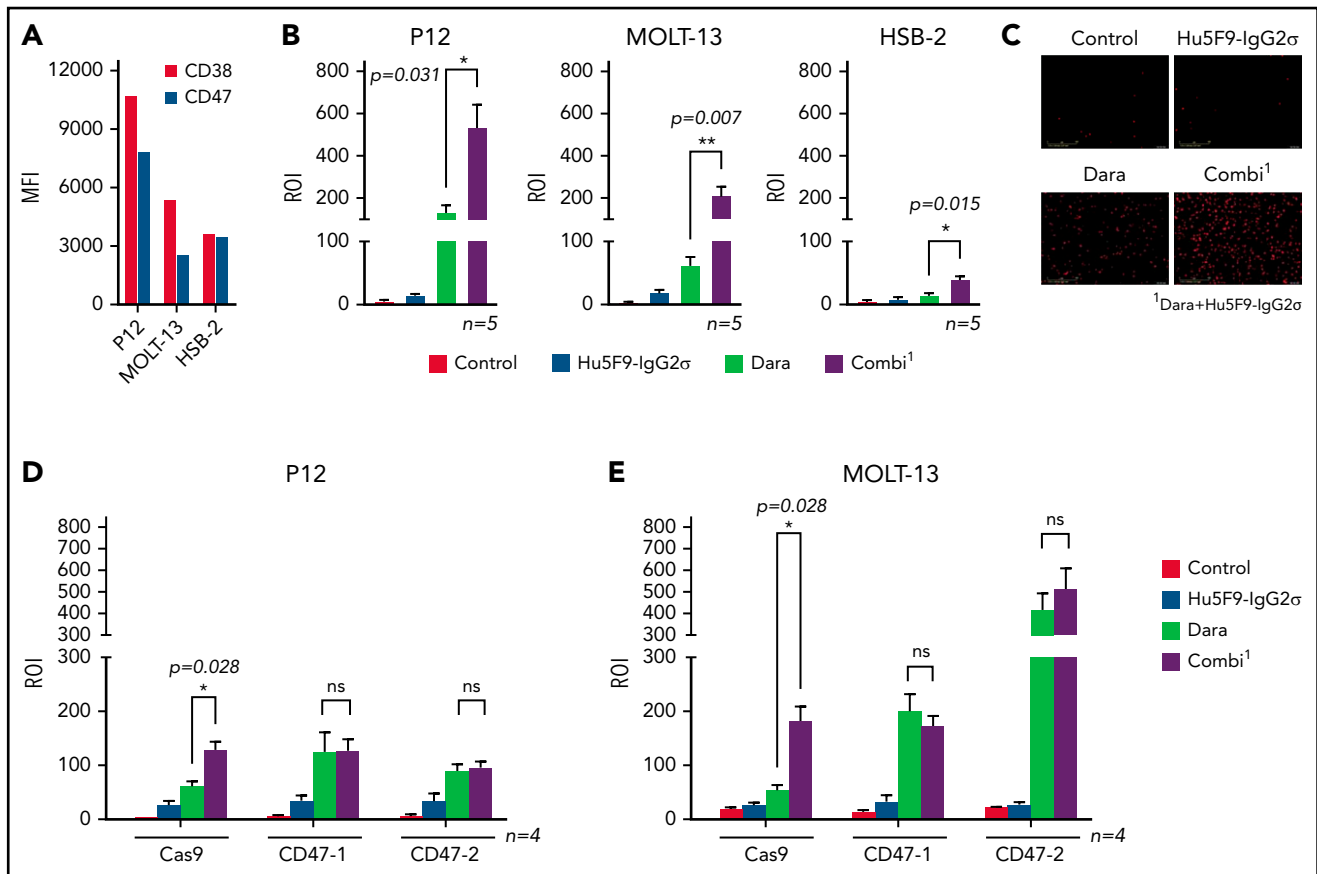 A
12000
9000
6000
3000
0
MFI
CD38
CD47
P12
MOLT-13
HSB-2
B
P12
800
600
400
200
100
0
ROI
p=0.031
*
n=5
MOLT-13
800
600
400
200
100
0
ROI
p=0.007
**
n=5
HSB-2
800
600
400
200
100
0
ROI
p=0.015
*
n=5
Control
Hu5F9-IgG2σ
Dara
Combi¹
C
Control
Hu5F9-IgG2σ
Dara
Combi¹
¹Dara+Hu5F9-IgG2σ
D
P12
800
700
600
500
400
300
300
200
100
0
ROI
p=0.028
*
ns
ns
Cas9
CD47-1
CD47-2
n=4
E
MOLT-13
800
700
600
500
400
300
300
200
100
0
ROI
p=0.028
*
ns
ns
Cas9
CD47-1
CD47-2
n=4
Control
Hu5F9-IgG2σ
Dara
Combi¹